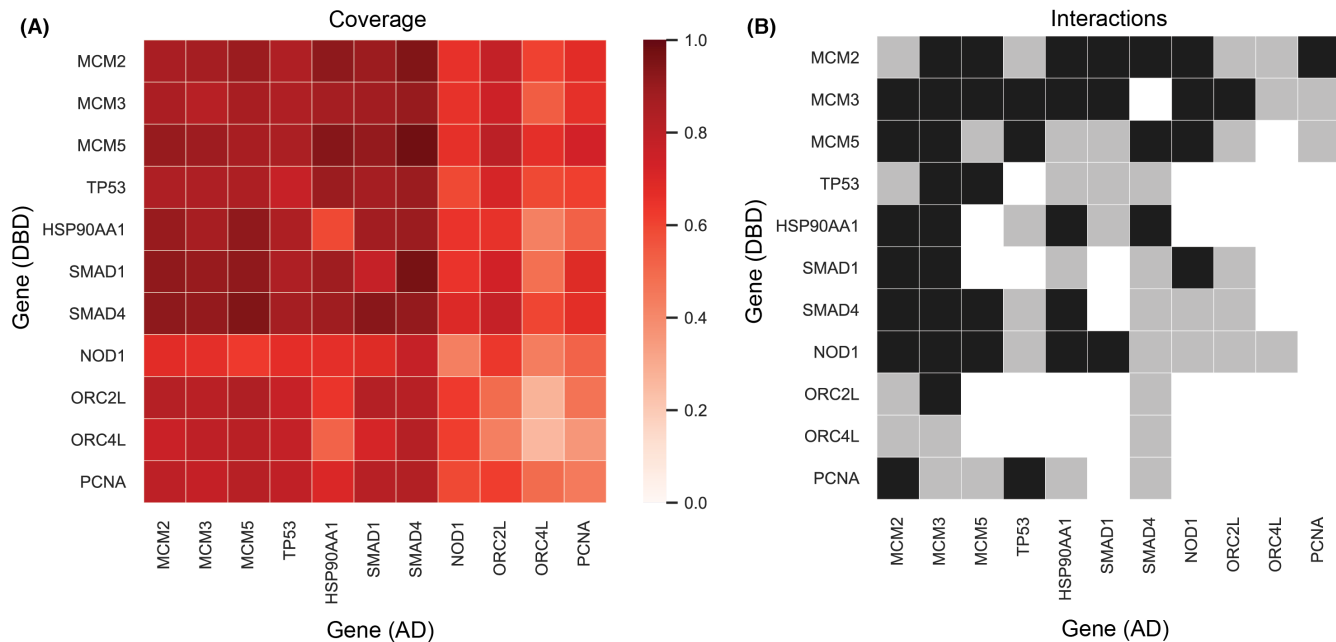 (A)
Coverage
Gene (DBD)
MCM2
MCM3
MCM5
TP53
HSP90AA1
SMAD1
SMAD4
NOD1
ORC2L
ORC4L
PCNA
MCM2
MCM3
MCM5
TP53
HSP90AA1
SMAD1
SMAD4
NOD1
ORC2L
ORC4L
PCNA
Gene (AD)
1.0
0.8
0.6
0.4
0.2
0.0
(B)
Interactions
Gene (DBD)
MCM2
MCM3
MCM5
TP53
HSP90AA1
SMAD1
SMAD4
NOD1
ORC2L
ORC4L
PCNA
MCM2
MCM3
MCM5
TP53
HSP90AA1
SMAD1
SMAD4
NOD1
ORC2L
ORC4L
PCNA
Gene (AD)